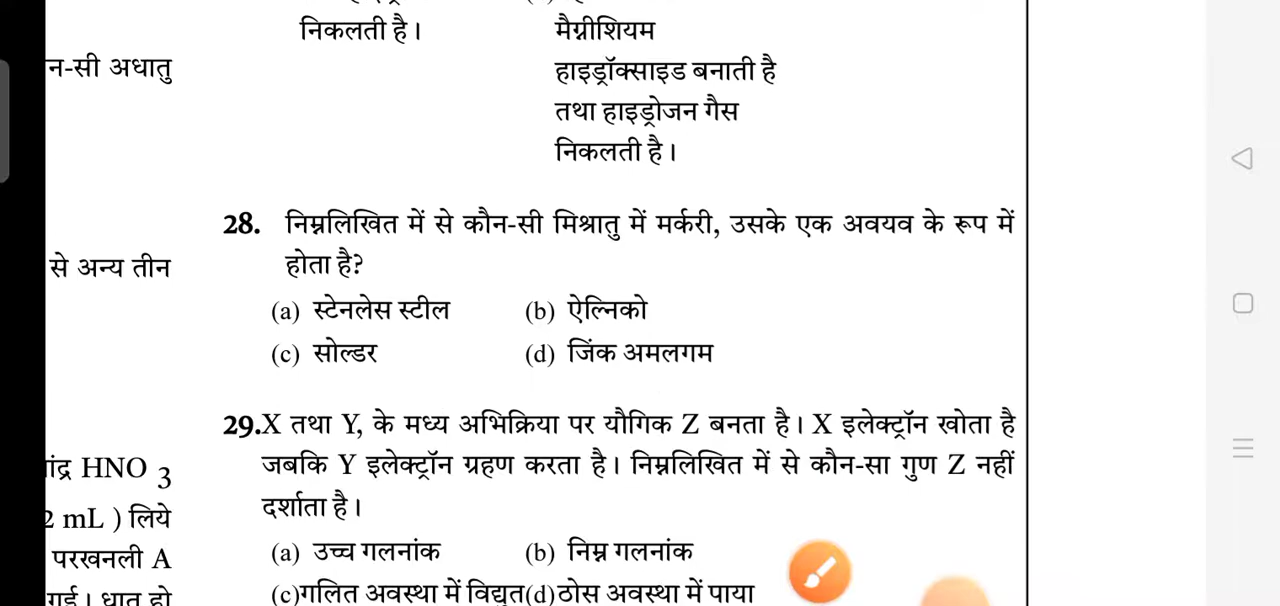 न-सी अधातु
से अन्य तीन
HNO 3
2 mL ) लिये
परखनली A
गई। धातु हो
निकलती है।
मैग्नीशियम
हाइड्रॉक्साइड बनाती है
तथा हाइड्रोजन गैस
निकलती है।
28. निम्नलिखित में से कौन-सी मिश्रातु में मर्करी, उसके एक अवयव के रूप में
होता है?
(a) स्टेनलेस स्टील (b) ऐल्निको
(c) सोल्डर (d) जिंक अमलगम
29.X तथा Y, के मध्य अभिक्रिया पर यौगिक Z बनता है। X इलेक्ट्रॉन खोता है
जबकि Y इलेक्ट्रॉन ग्रहण करता है। निम्नलिखित में से कौन-सा गुण Z नहीं
दर्शाता है।
(a) उच्च गलनांक (b) निम्न गलनांक
(c)गलित अवस्था में विद्युत(d)ठोस अवस्था में पाया